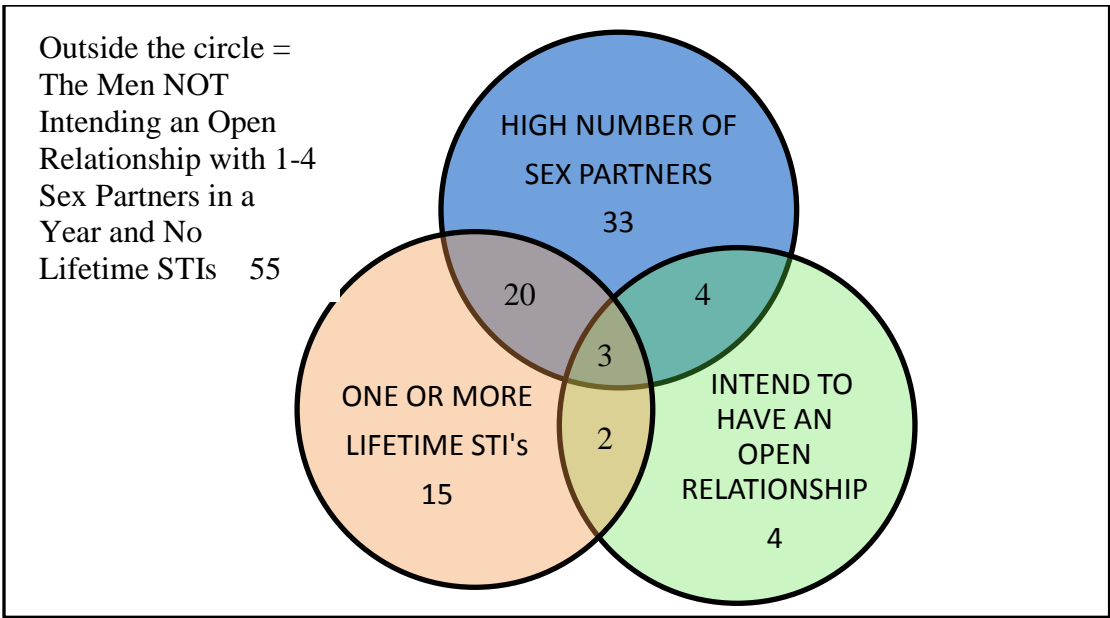 Outside the circle =
The Men NOT
Intending an Open
Relationship with 1-4
Sex Partners in a
Year and No
Lifetime STIs    55
HIGH NUMBER OF
SEX PARTNERS
33
20
4
3
ONE OR MORE
LIFETIME STI's
15
2
INTEND TO
HAVE AN
OPEN
RELATIONSHIP
4